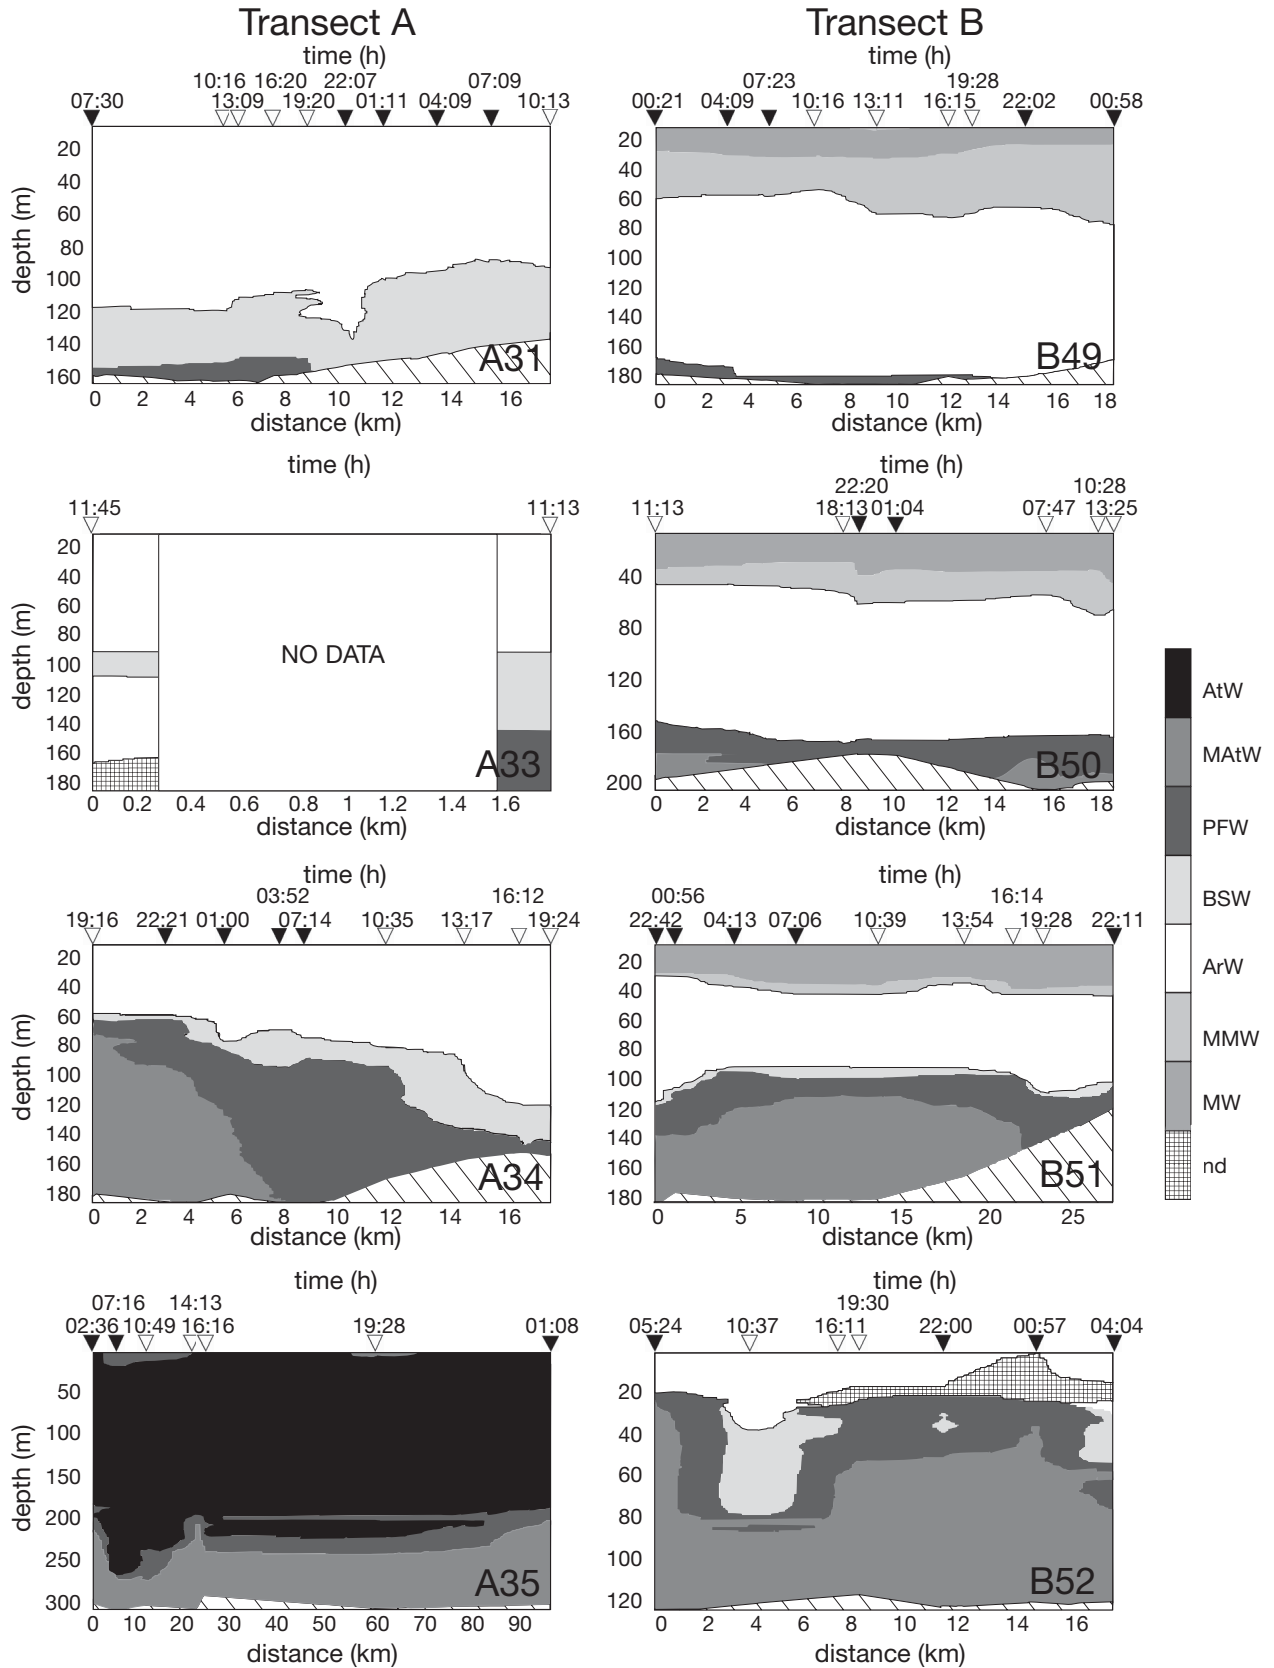 Transect A
Transect B
time (h)
time (h)
10:16 16:20 22:07 07:09
07:30 13:09 19:20 01:11 04:09 10:13
07:23 19:28
00:21 04:09 10:16 13:11 16:15 22:02 00:58
depth (m)
20
40
60
80
100
120
140
160
A31
0 2 4 6 8 10 12 14 16
distance (km)
20
40
60
80
100
120
140
160
180
B49
0 2 4 6 8 10 12 14 16 18
distance (km)
time (h)
11:45 11:13
depth (m)
20
40
60
80
100
120
140
160
180
NO DATA
A33
0 0.2 0.4 0.6 0.8 1 1.2 1.4 1.6
distance (km)
time (h)
22:20 10:28
11:13 18:13 01:04 07:47 13:25
40
80
120
160
200
B50
0 2 4 6 8 10 12 14 16 18
distance (km)
time (h)
03:52 16:12
19:16 22:21 01:00 07:14 10:35 13:17 19:24
depth (m)
20
40
60
80
100
120
140
160
180
A34
0 2 4 6 8 10 12 14 16
distance (km)
time (h)
00:56 16:14
22:42 04:13 07:06 10:39 13:54 19:28 22:11
20
40
60
80
100
120
140
160
180
B51
0 5 10 15 20 25
distance (km)
time (h)
07:16 14:13
02:36 10:49 16:16 19:28 01:08
depth (m)
50
100
150
200
250
300
A35
0 10 20 30 40 50 60 70 80 90
distance (km)
time (h)
19:30
05:24 10:37 16:11 22:00 00:57 04:04
20
40
60
80
100
120
B52
0 2 4 6 8 10 12 14 16
distance (km)
AtW
MAtW
PFW
BSW
ArW
MMW
MW
nd